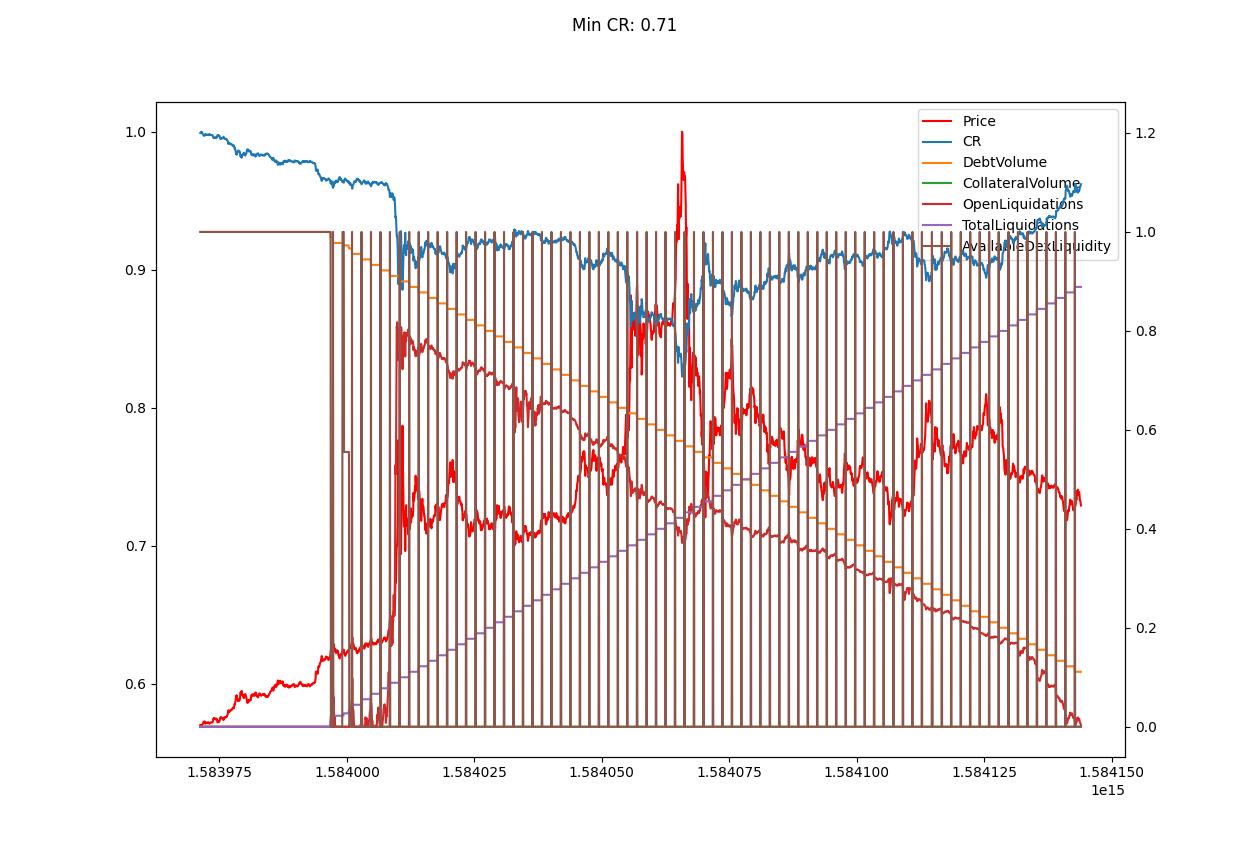 Min CR: 0.71
1.0
0.9
0.8
0.7
0.6
1.2
1.0
0.8
0.6
0.4
0.2
0.0
Price
CR
DebtVolume
CollateralVolume
OpenLiquidations
TotalLiquidations
AvailableDexLiquidity
1.583975 1.584000 1.584025 1.584050 1.584075 1.584100 1.584125 1.584150
1e15